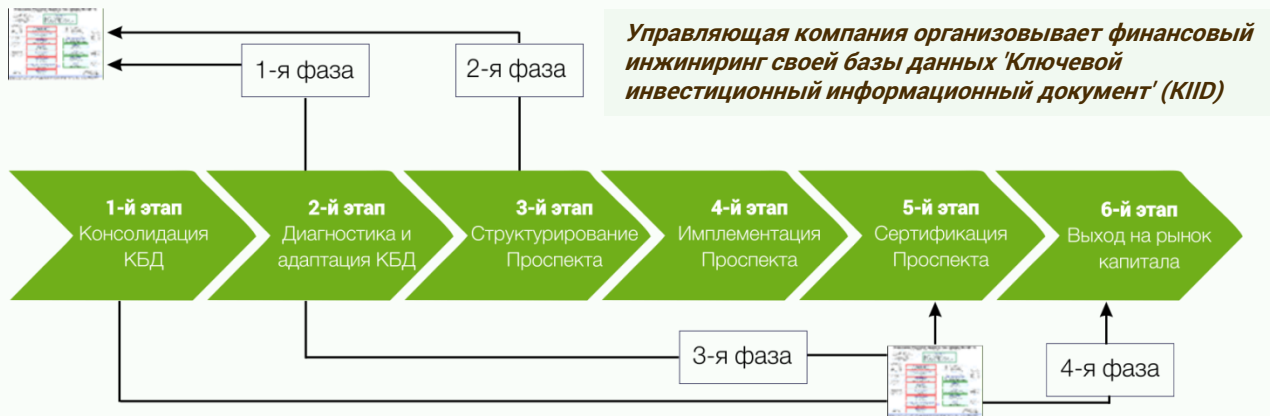 1-я фаза
2-я фаза
Управляющая компания организовывает финансовый
инжиниринг своей базы данных 'Ключевой
инвестиционный информационный документ' (KIID)
1-й этап
Консолидация
КБД
2-й этап
Диагностика и
адаптация КБД
3-й этап
Структурирование
Проспекта
4-й этап
Имплементация
Проспекта
5-й этап
Сертификация
Проспекта
6-й этап
Выход на рынок
капитала
3-я фаза
4-я фаза